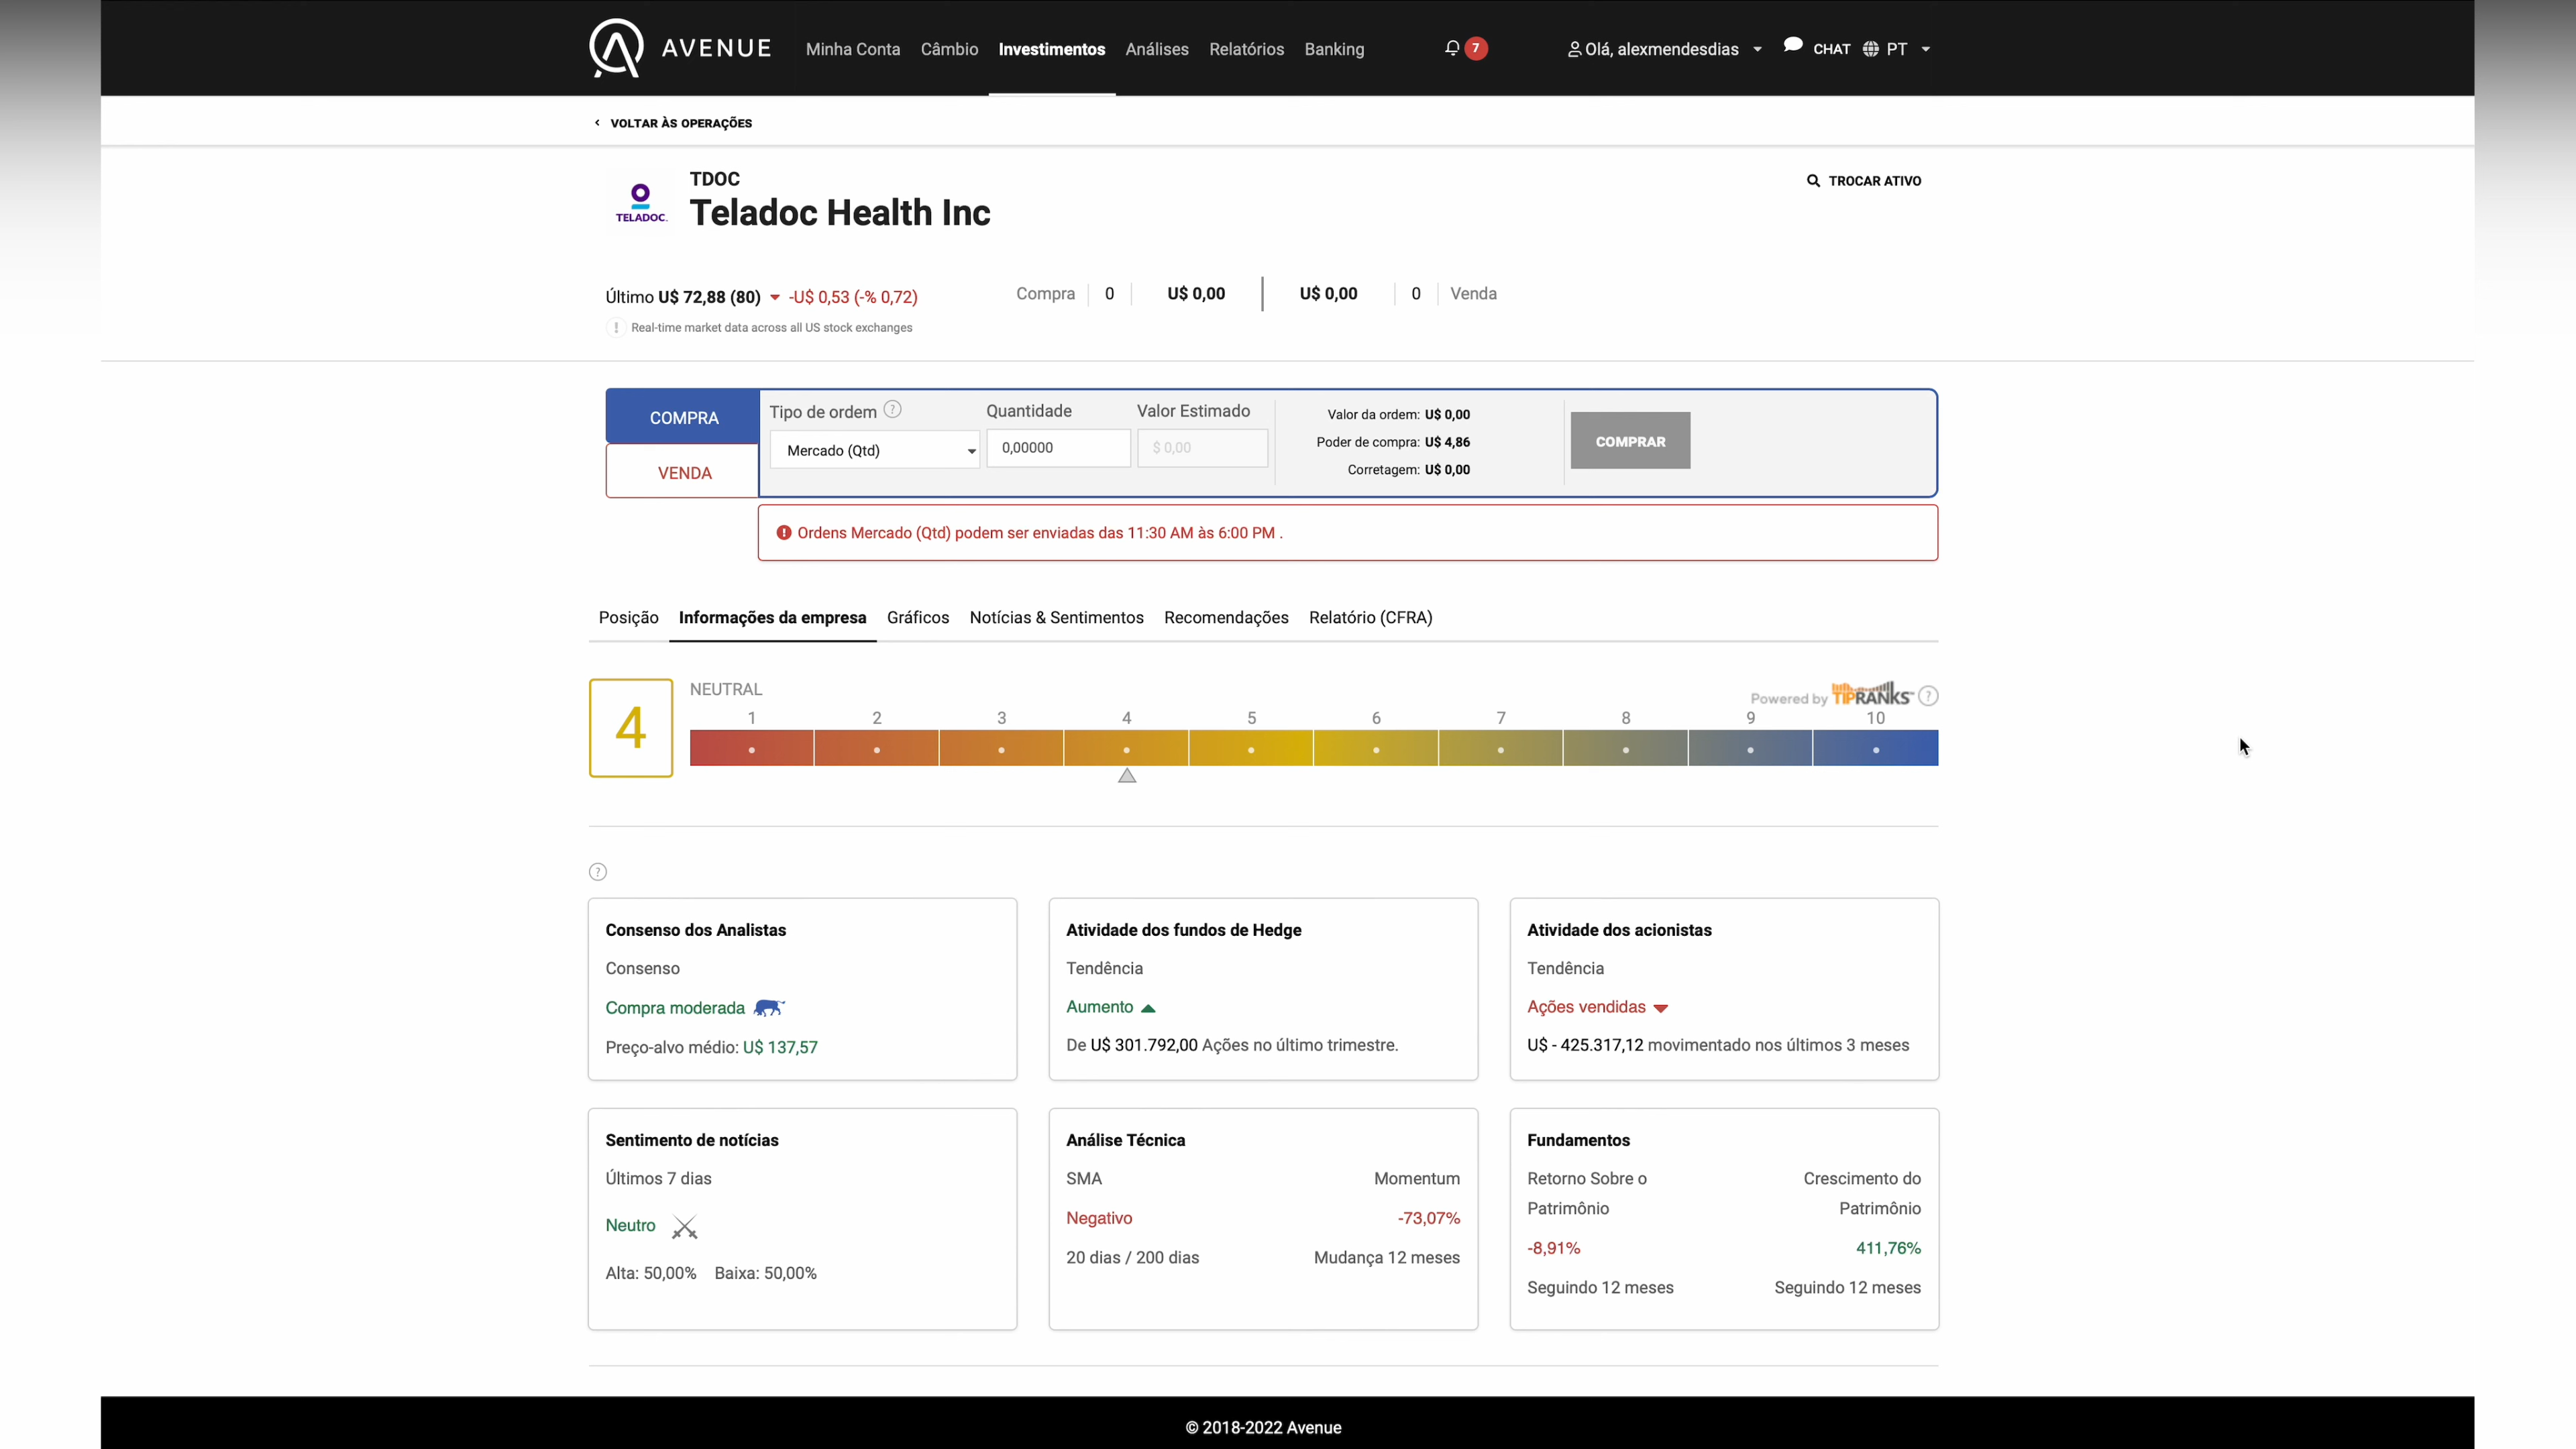 AVENUE Minha Conta Câmbio Investimentos Análises Relatórios Banking 7 Olá, alexmendesdias CHAT PT
VOLTAR ÀS OPERAÇÕES
TDOC
TELADOC. Teladoc Health Inc
TROCAR ATIVO
Último U$ 72,88 (80) -U$ 0,53 (-% 0,72) Compra 0 U$ 0,00 U$ 0,00 0 Venda
! Real-time market data across all US stock exchanges
COMPRA
VENDA
Tipo de ordem ? Quantidade Valor Estimado
Mercado (Qtd) 0,00000 $ 0,00
Valor da ordem: U$ 0,00
Poder de compra: U$ 4,86
Corretagem: U$ 0,00
COMPRAR
! Ordens Mercado (Qtd) podem ser enviadas das 11:30 AM às 6:00 PM .
Posição Informações da empresa Gráficos Notícias & Sentimentos Recomendações Relatório (CFRA)
4
NEUTRAL
Powered by TIPRANKS™ ?
1 2 3 4 5 6 7 8 9 10
?
Consenso dos Analistas
Consenso
Compra moderada
Preço-alvo médio: U$ 137,57
Atividade dos fundos de Hedge
Tendência
Aumento
De U$ 301.792,00 Ações no último trimestre.
Atividade dos acionistas
Tendência
Ações vendidas
U$ - 425.317,12 movimentado nos últimos 3 meses
Sentimento de notícias
Últimos 7 dias
Neutro
Alta: 50,00% Baixa: 50,00%
Análise Técnica
SMA Momentum
Negativo -73,07%
20 dias / 200 dias Mudança 12 meses
Fundamentos
Retorno Sobre o Crescimento do
Patrimônio Patrimônio
-8,91% 411,76%
Seguindo 12 meses Seguindo 12 meses
© 2018-2022 Avenue